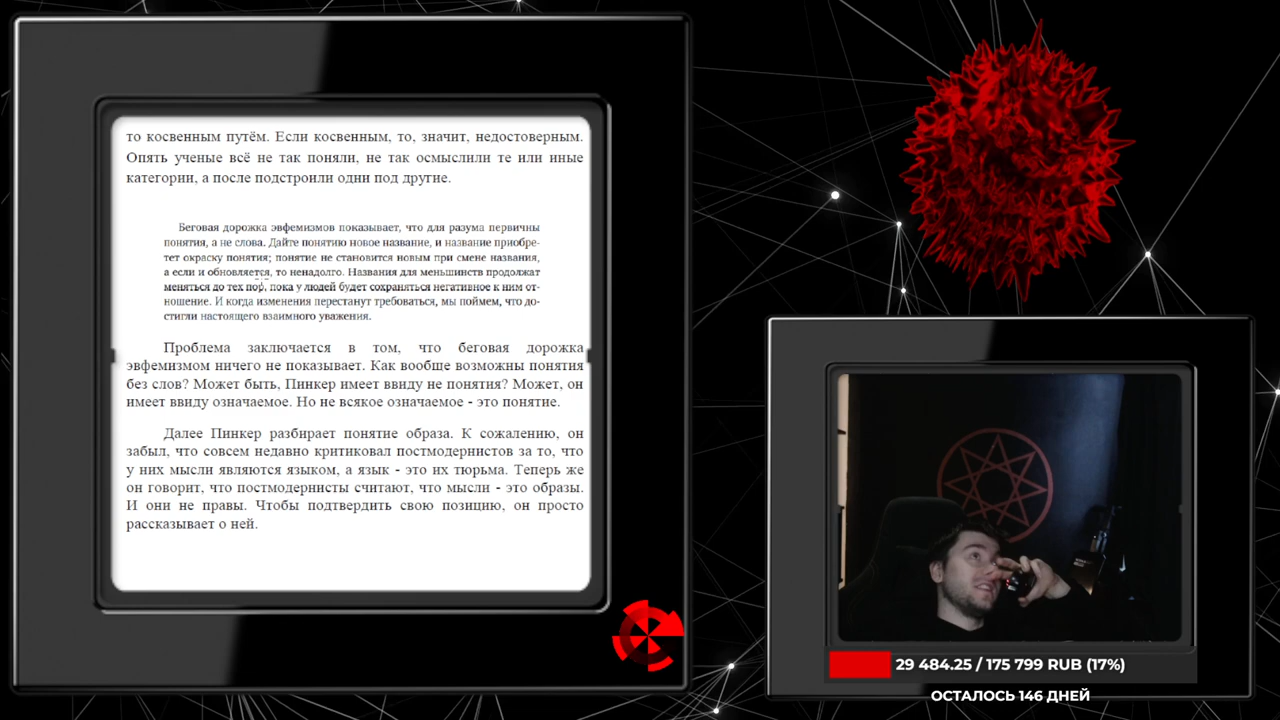 то косвенным путём. Если косвенным, то, значит, недостоверным.
Опять ученые всё не так поняли, не так осмыслили те или иные
категории, а после подстроили одни под другие.
Беговая дорожка эвфемизмов показывает, что для разума первичны
понятия, а не слова. Дайте понятию новое название, и название приобре-
тет окраску понятия; понятие не становится новым при смене названия,
а если и обновляется, то ненадолго. Названия для меньшинств продолжат
меняться до тех пор, пока у людей будет сохраняться негативное к ним от-
ношение. И когда изменения перестанут требоваться, мы поймем, что до-
стигли настоящего взаимного уважения.
Проблема заключается в том, что беговая дорожка
эвфемизмом ничего не показывает. Как вообще возможны понятия
без слов? Может быть, Пинкер имеет ввиду не понятия? Может, он
имеет ввиду означаемое. Но не всякое означаемое - это понятие.
Далее Пинкер разбирает понятие образа. К сожалению, он
забыл, что совсем недавно критиковал постмодернистов за то, что
у них мысли являются языком, а язык - это их тюрьма. Теперь же
он говорит, что постмодернисты считают, что мысли - это образы.
И они не правы. Чтобы подтвердить свою позицию, он просто
рассказывает о ней.
29 484.25 / 175 799 RUB (17%)
ОСТАЛОСЬ 146 ДНЕЙ